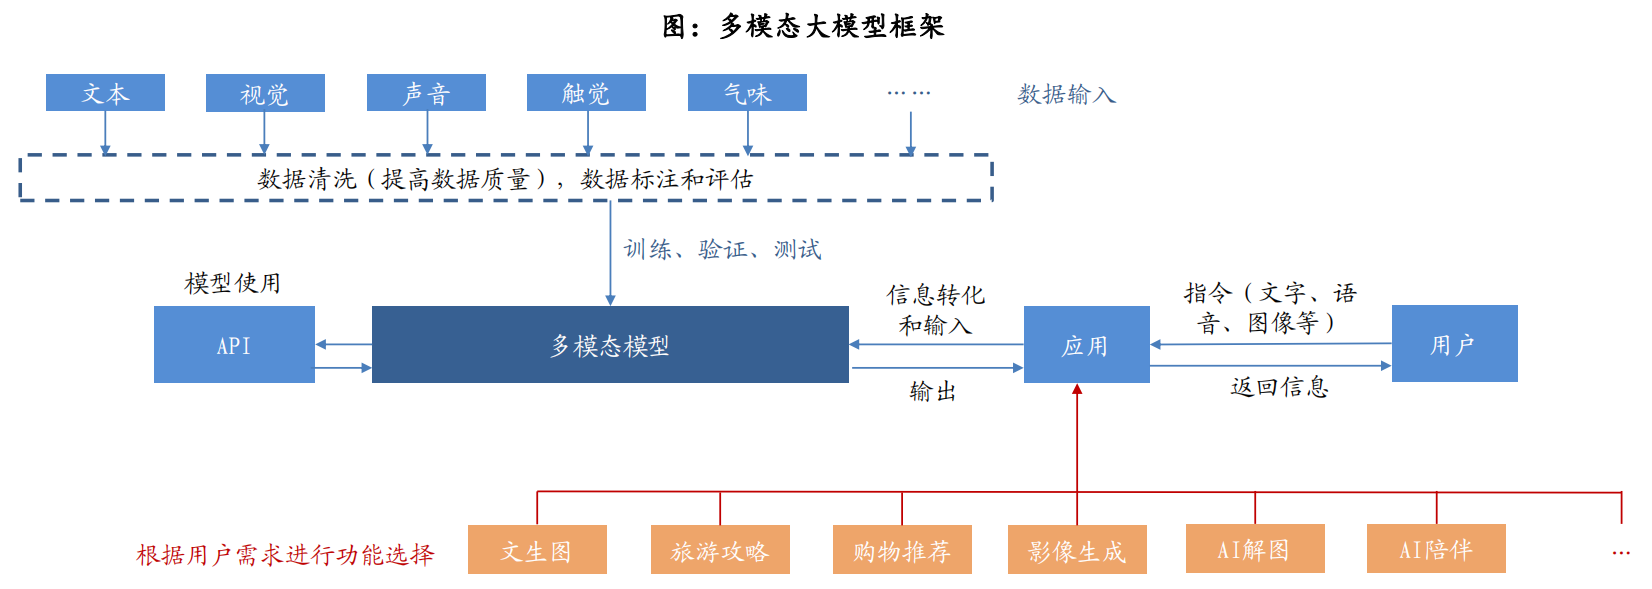 图：多模态大模型框架
文本
视觉
声音
触觉
气味
……
数据输入
数据清洗（提高数据质量），数据标注和评估
训练、验证、测试
模型使用
API
多模态模型
信息转化
和输入
输出
应用
指令（文字、语
音、图像等）
返回信息
用户
根据用户需求进行功能选择
文生图
旅游攻略
购物推荐
影像生成
AI解图
AI陪伴
…